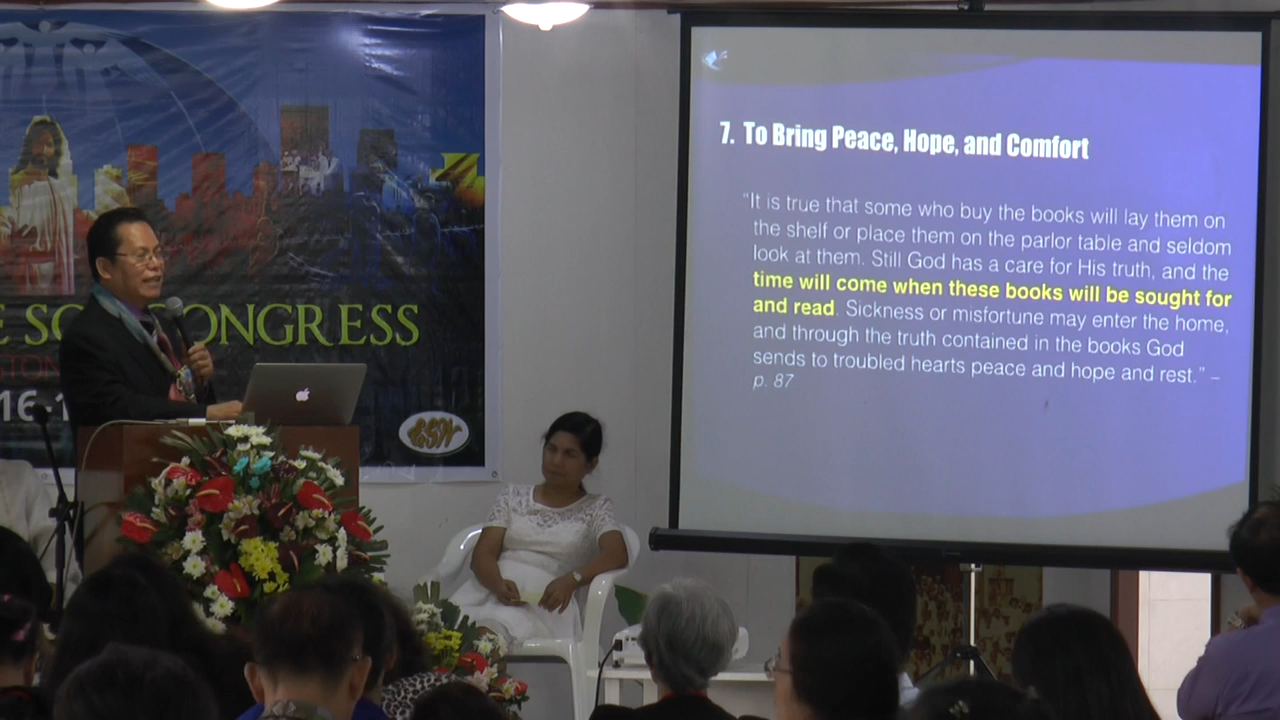 CONGRESS
16-1
7. To Bring Peace, Hope, and Comfort
“It is true that some who buy the books will lay them on
the shelf or place them on the parlor table and seldom
look at them. Still God has a care for His truth, and the
time will come when these books will be sought for
and read. Sickness or misfortune may enter the home,
and through the truth contained in the books God
sends to troubled hearts peace and hope and rest.” –
p. 87